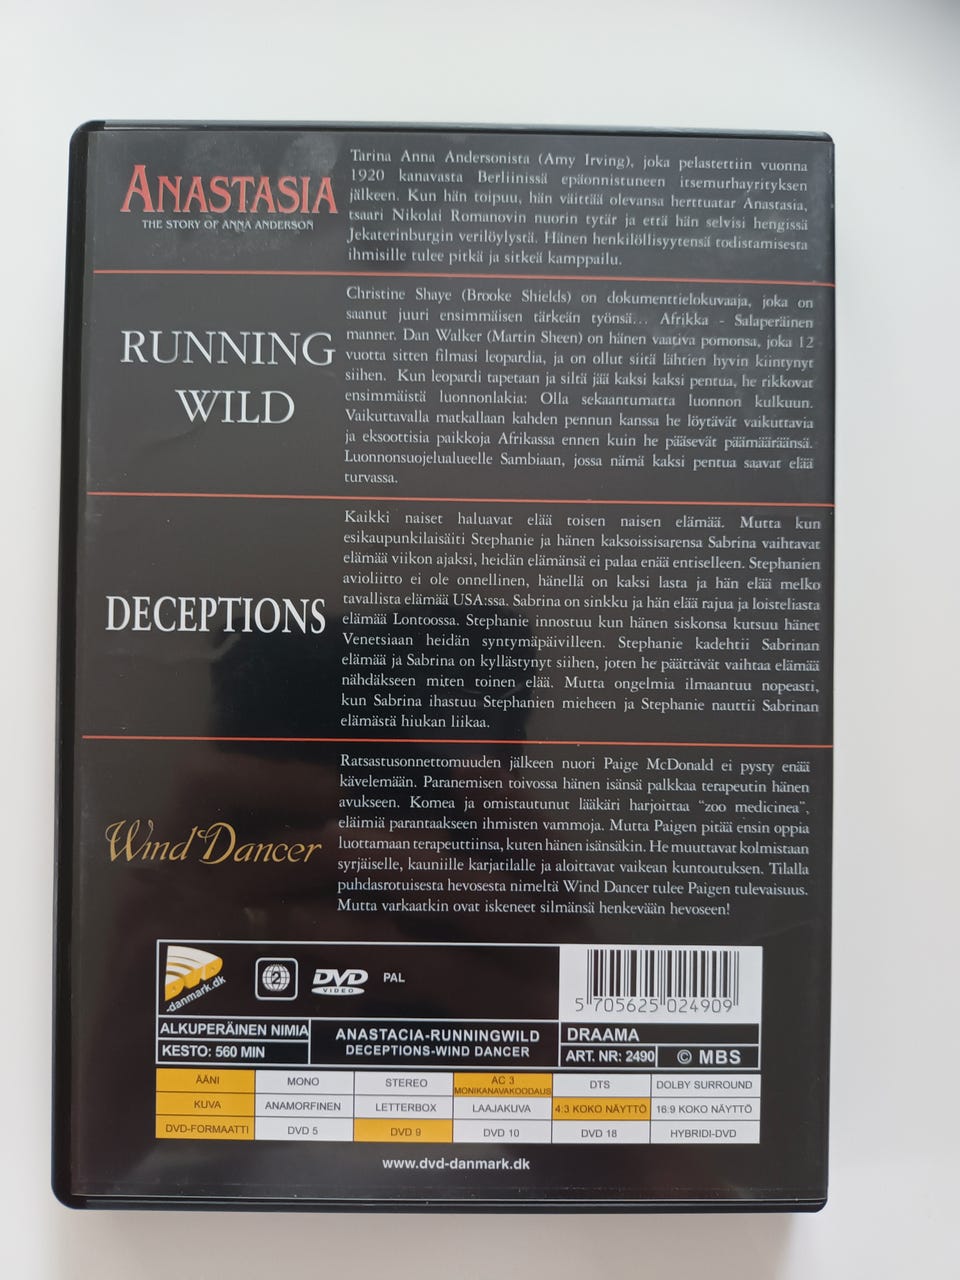 ANASTASIA
THE STORY OF ANNA ANDERSON
Tarina Anna Andersonista (Amy Irving), joka pelastettiin vuonna
1920 kanavasta Berliinissä epäonnistuneen itsemurhayrityksen
jälkeen. Kun hän toipuu, hän väittää olevansa herttuatar Anastasia,
tsaari Nikolai Romanovin nuorin tytär ja että hän selvisi hengissä
Jekaterinburgin verilöylystä. Hänen henkilöllisyytensä todistamisesta
ihmisille tulee pitkä ja sitkeä kamppailu.
RUNNING
WILD
Christine Shaye (Brooke Shields) on dokumenttielokuvaaja, joka on
saanut juuri ensimmäisen tärkeän työnsä... Afrikka - Salaperäinen
manner. Dan Walker (Martin Sheen) on hänen vaativa pomonsa, joka 12
vuotta sitten filmasi leopardia, ja on ollut siitä lähtien hyvin kiintynyt
siihen. Kun leopardi tapetaan ja siltä jää kaksi kaksi pentua, he rikkovat
ensimmäistä luonnonlakia: Olla sekaantumatta luonnon kulkuun.
Vaikuttavalla matkallaan kahden pennun kanssa he löytävät vaikuttavia
ja eksoottisia paikkoja Afrikassa ennen kuin he pääsevät päämääräänsä.
Luonnonsuojelualueelle Sambiaan, jossa nämä kaksi pentua saavat elää
turvassa.
DECEPTIONS
Kaikki naiset haluavat elää toisen naisen elämää. Mutta kun
esikaupunkilaisäiti Stephanie ja hänen kaksoissisarensa Sabrina vaihtavat
elämää viikon ajaksi, heidän elämänsä ei palaa enää entiselleen. Stephanien
avioliitto ei ole onnellinen, hänellä on kaksi lasta ja hän elää melko
tavallista elämää USA:ssa. Sabrina on sinkku ja hän elää rajua ja loisteliasta
elämää Lontoossa. Stephanie innostuu kun hänen siskonsa kutsuu hänet
Venetsiaan heidän syntymäpäivilleen. Stephanie kadehtii Sabrinan
elämää ja Sabrina on kyllästynyt siihen, joten he päättävät vaihtaa elämää
nähdäkseen miten toinen elää. Mutta ongelmia ilmaantuu nopeasti,
kun Sabrina ihastuu Stephanien mieheen ja Stephanie nauttii Sabrinan
elämästä hiukan liikaa.
Wind Dancer
Ratsastusonnettomuuden jälkeen nuori Paige McDonald ei pysty enää
kävelemään. Paranemisen toivossa hänen isänsä palkkaa terapeutin hänen
avukseen. Komea ja omistautunut lääkäri harjoittaa "zoo medicinea",
eläimiä parantaakseen ihmisten vammoja. Mutta Paigen pitää ensin oppia
luottamaan terapeuttiinsa, kuten hänen isänsäkin. He muuttavat kolmistaan
syrjäiselle, kauniille karjatilalle ja aloittavat vaikean kuntoutuksen. Tilalla
puhdasrotuisesta hevosesta nimeltä Wind Dancer tulee Paigen tulevaisuus.
Mutta varkaatkin ovat iskeneet silmänsä henkevään hevoseen!
DVD
-danmark.dk
2
DVD
VIDEO
PAL
5 705625 024909
ALKUPERÄINEN NIMIA
KESTO: 560 MIN
ANASTACIA-RUNNINGWILD
DECEPTIONS-WIND DANCER
DRAAMA
ART. NR: 2490
© MBS
ÄÄNI MONO STEREO AC 3 MONIKANAVAKOODAUS DTS DOLBY SURROUND
KUVA ANAMORFINEN LETTERBOX LAAJAKUVA 4:3 KOKO NÄYTTÖ 16:9 KOKO NÄYTTÖ
DVD-FORMAATTI DVD 5 DVD 9 DVD 10 DVD 18 HYBRIDI-DVD
www.dvd-danmark.dk